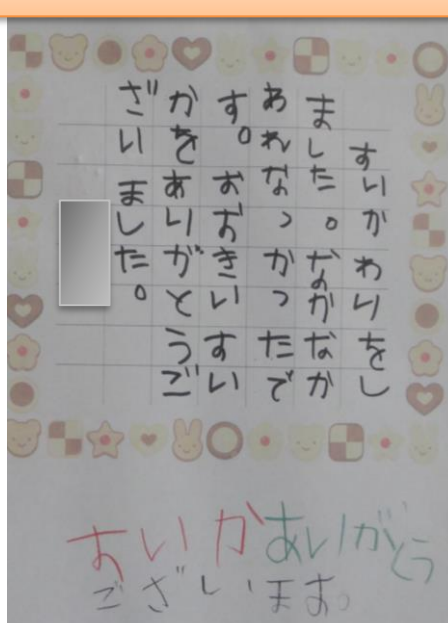 すいかわりをし
ました。なかなか
われなっかったで
す。おおきいすい
かをありがとうご
ざいました。
すいかありがとう
ございます。